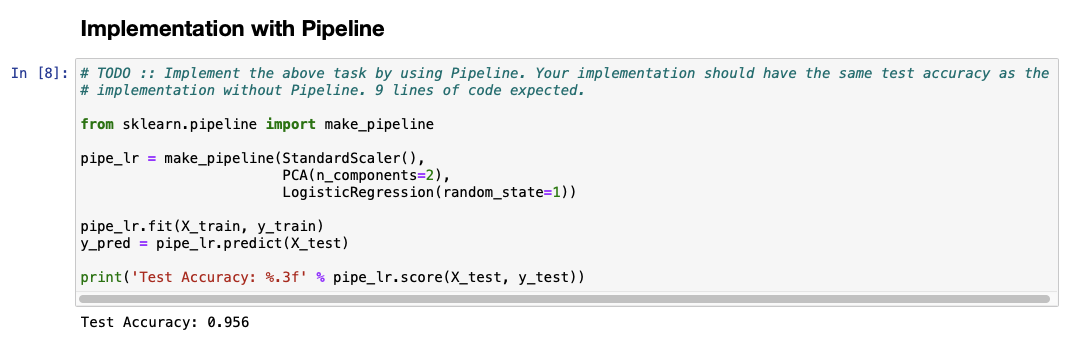 Implementation with Pipeline
In [8]: # TODO :: Implement the above task by using Pipeline. Your implementation should have the same test accuracy as the
# implementation without Pipeline. 9 lines of code expected.
from sklearn.pipeline import make_pipeline
pipe_lr = make_pipeline(StandardScaler(),
PCA(n_components=2),
LogisticRegression(random_state=1))
pipe_lr.fit(X_train, y_train)
y_pred = pipe_lr.predict(X_test)
print('Test Accuracy: %.3f' % pipe_lr.score(X_test, y_test))
Test Accuracy: 0.956